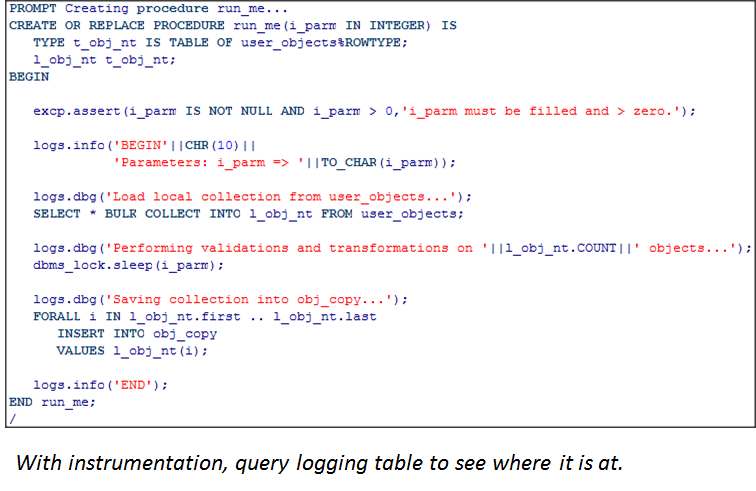 PROMPT Creating procedure run_me...
CREATE OR REPLACE PROCEDURE run_me(i_parm IN INTEGER) IS
   TYPE t_obj_nt IS TABLE OF user_objects%ROWTYPE;
   l_obj_nt t_obj_nt;
BEGIN
   excp.assert(i_parm IS NOT NULL AND i_parm > 0,'i_parm must be filled and > zero.');
   logs.info('BEGIN'||CHR(10)||
             'Parameters: i_parm => '||TO_CHAR(i_parm));
   logs.dbg('Load local collection from user_objects...');
   SELECT * BULK COLLECT INTO l_obj_nt FROM user_objects;
   logs.dbg('Performing validations and transformations on '||l_obj_nt.COUNT||' objects...');
   dbms_lock.sleep(i_parm);
   logs.dbg('Saving collection into obj_copy...');
   FORALL i IN l_obj_nt.first .. l_obj_nt.last
      INSERT INTO obj_copy
      VALUES l_obj_nt(i);
   logs.info('END');
END run_me;
/
With instrumentation, query logging table to see where it is at.